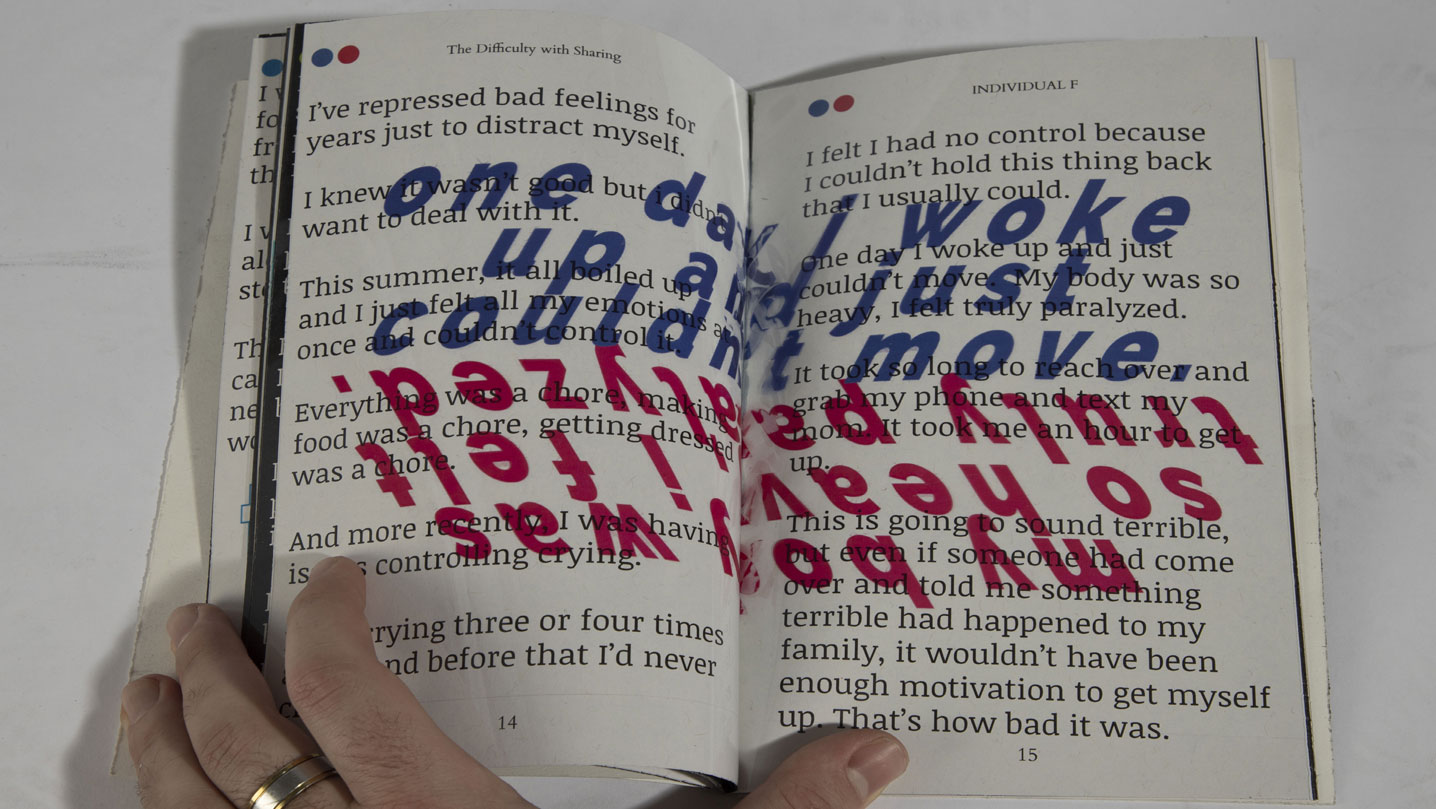 The Difficulty with Sharing
I've repressed bad feelings for
years just to distract myself.
I knew it wasn't good but i didn't
want to deal with it.
This summer, it all boiled up
and I just felt all my emotions at
once and couldn't control it.
Everything was a chore, making
food was a chore, getting dressed
was a chore.
And more recently, I was having
controlling crying.
rying three or four times
nd before that I'd never
14
INDIVIDUAL F
I felt I had no control because
I couldn't hold this thing back
that I usually could.
One day I woke up and just
couldn't move. My body was so
heavy, I felt truly paralyzed.
It took so long to reach over and
grab my phone and text my
mom. It took me an hour to get
up.
This is going to sound terrible,
but even if someone had come
over and told me something
terrible had happened to my
family, it wouldn't have been
enough motivation to get myself
up. That's how bad it was.
15
one day I woke
up and just
couldn't move.
my body was
so heavy i felt
truly paralyzed.